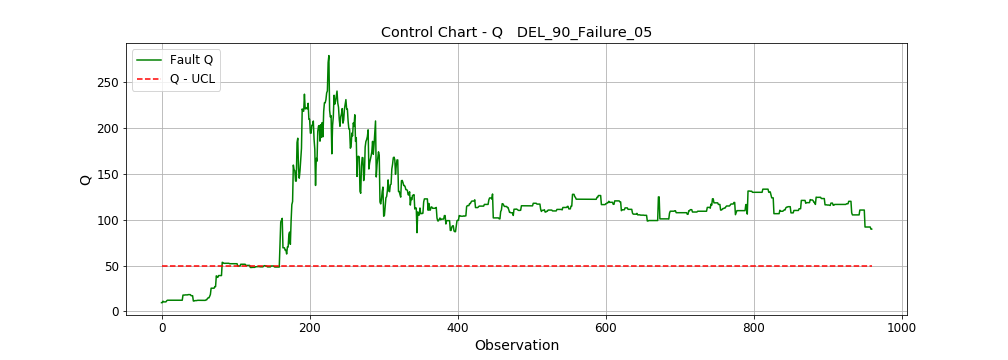 Control Chart - Q   DEL_90_Failure_05
Fault Q
Q - UCL
250
200
150
100
50
0
Q
0 200 400 600 800 1000
Observation